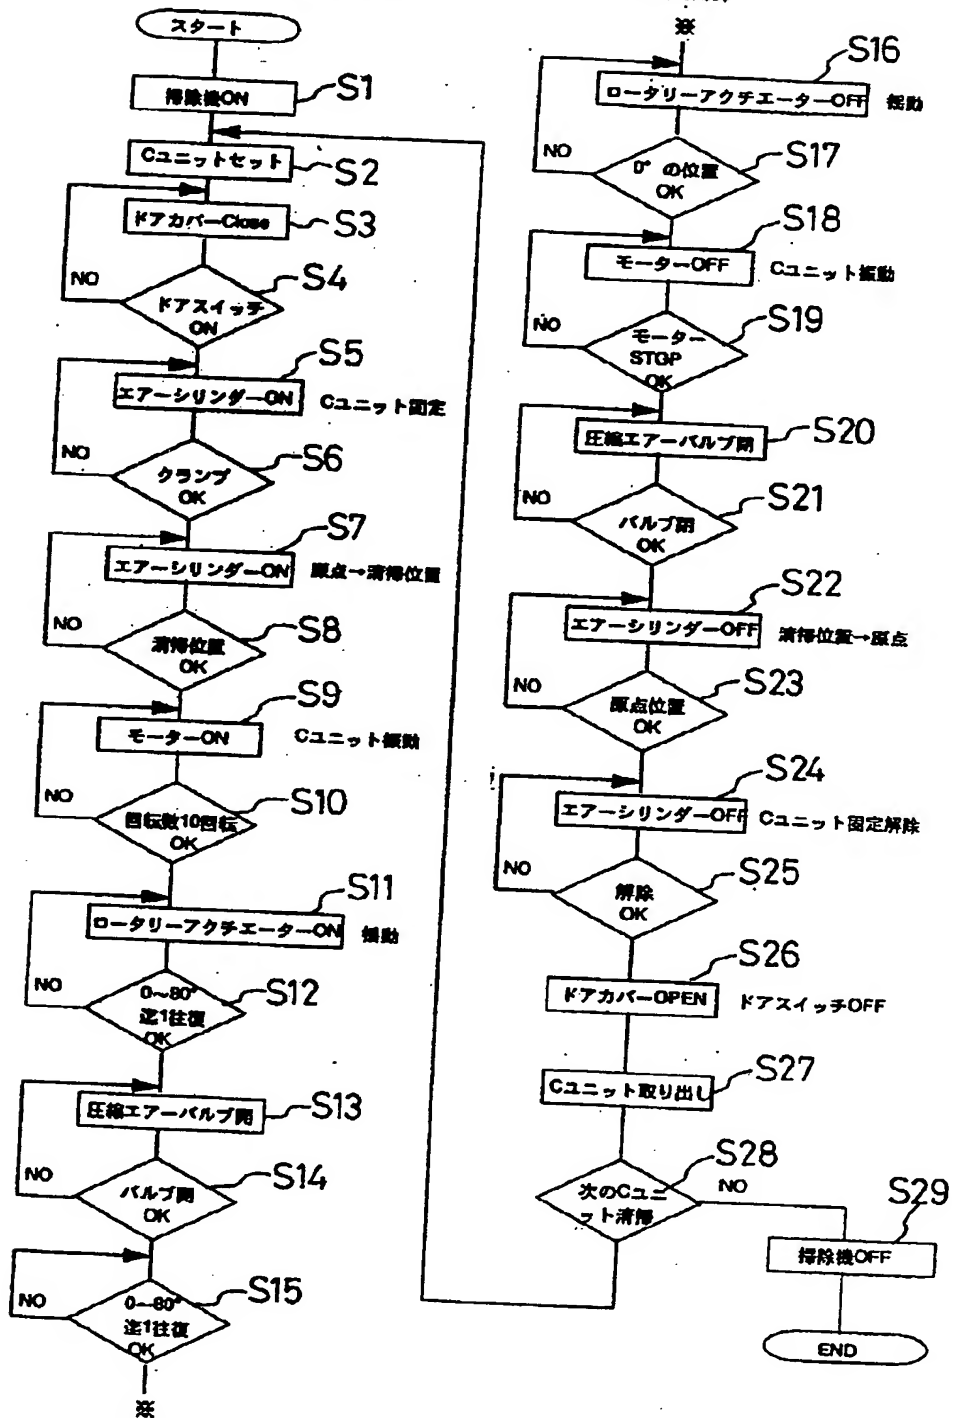 スタート
掃除機ON
S1
Cユニットセット
S2
ドアカバーClose
S3
NO
ドアスイッチ
ON
S4
エアーシリンダーON
S5
Cユニット固定
NO
クランプ
OK
S6
エアーシリンダーON
S7
原点→清掃位置
NO
清掃位置
OK
S8
モーターON
S9
Cユニット振動
NO
回転数10回転
OK
S10
ロータリーアクチエーターON
S11
揺動
NO
0〜80°
迄1往復
OK
S12
圧縮エアーバルブ開
S13
NO
バルブ開
OK
S14
NO
0〜80°
迄1往復
OK
S15
※
※
ロータリーアクチエーターOFF
S16
揺動
NO
0° の位置
OK
S17
モーターOFF
S18
Cユニット振動
NO
モーター
STOP
OK
S19
圧縮エアーバルブ閉
S20
NO
バルブ閉
OK
S21
エアーシリンダーOFF
S22
清掃位置→原点
NO
原点位置
OK
S23
エアーシリンダーOFF
S24
Cユニット固定解除
NO
解除
OK
S25
ドアカバーOPEN
S26
ドアスイッチOFF
Cユニット取り出し
S27
次のCユニ
ット清掃
S28
NO
掃除機OFF
S29
END